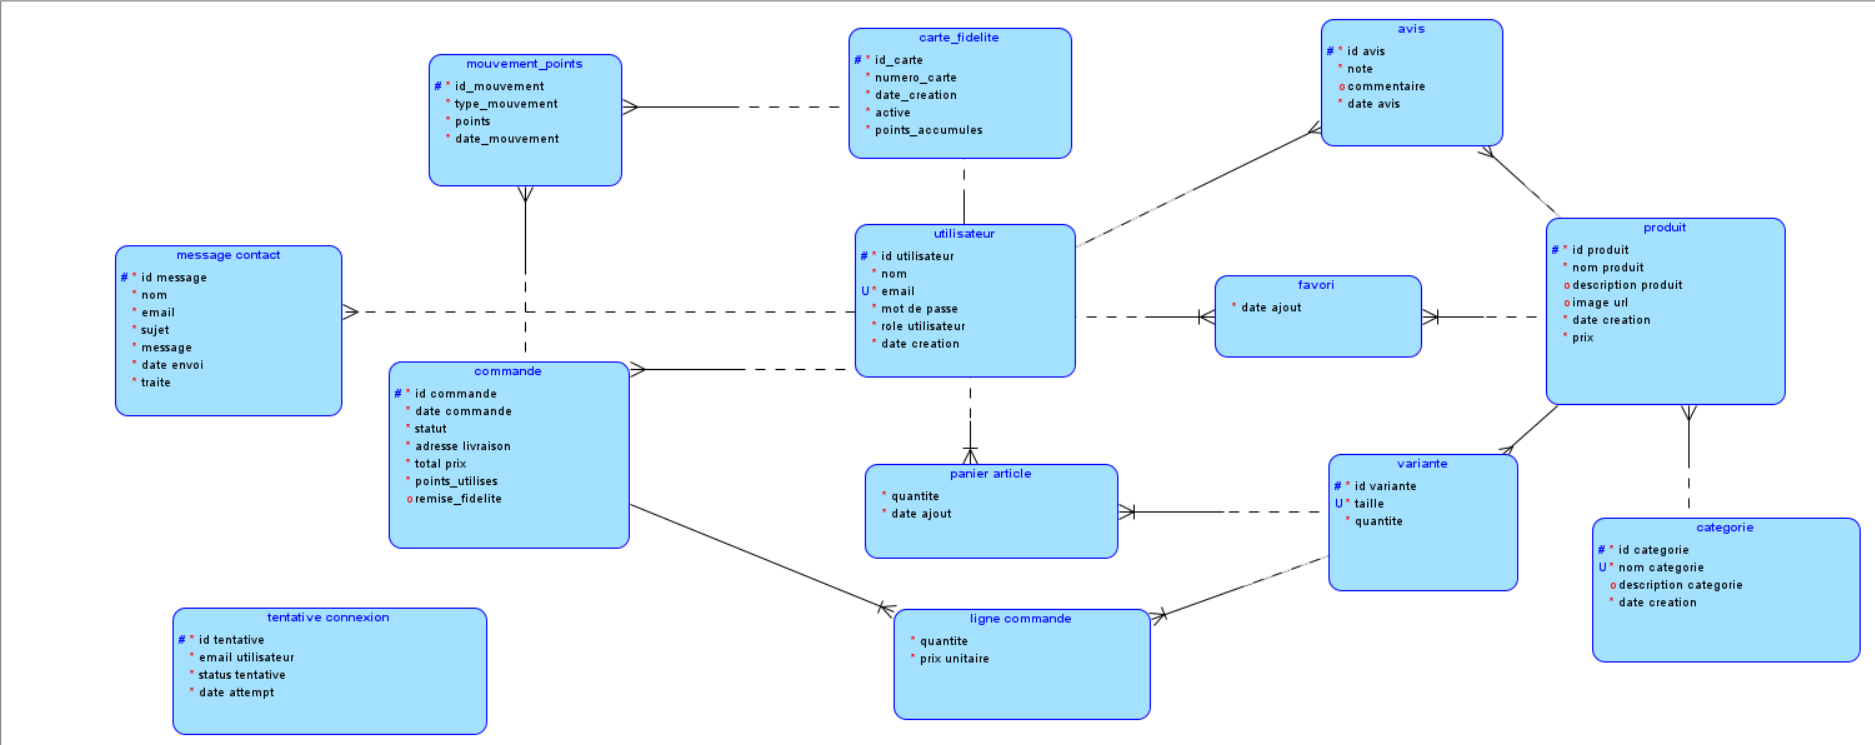 carte_fidelite
# * id_carte
* numero_carte
* date_creation
* active
* points_accumules
avis
# * id avis
* note
o commentaire
* date avis
mouvement_points
# * id_mouvement
* type_mouvement
* points
* date_mouvement
message contact
# * id message
* nom
* email
* sujet
* message
* date envoi
* traite
utilisateur
# * id utilisateur
* nom
U * email
* mot de passe
* role utilisateur
* date creation
favori
* date ajout
produit
# * id produit
* nom produit
o description produit
o image url
* date creation
* prix
commande
# * id commande
* date commande
* statut
* adresse livraison
* total prix
* points_utilises
o remise_fidelite
panier article
* quantite
* date ajout
variante
# * id variante
U * taille
* quantite
categorie
# * id categorie
U * nom categorie
o description categorie
* date creation
tentative connexion
# * id tentative
* email utilisateur
* status tentative
* date attempt
ligne commande
* quantite
* prix unitaire